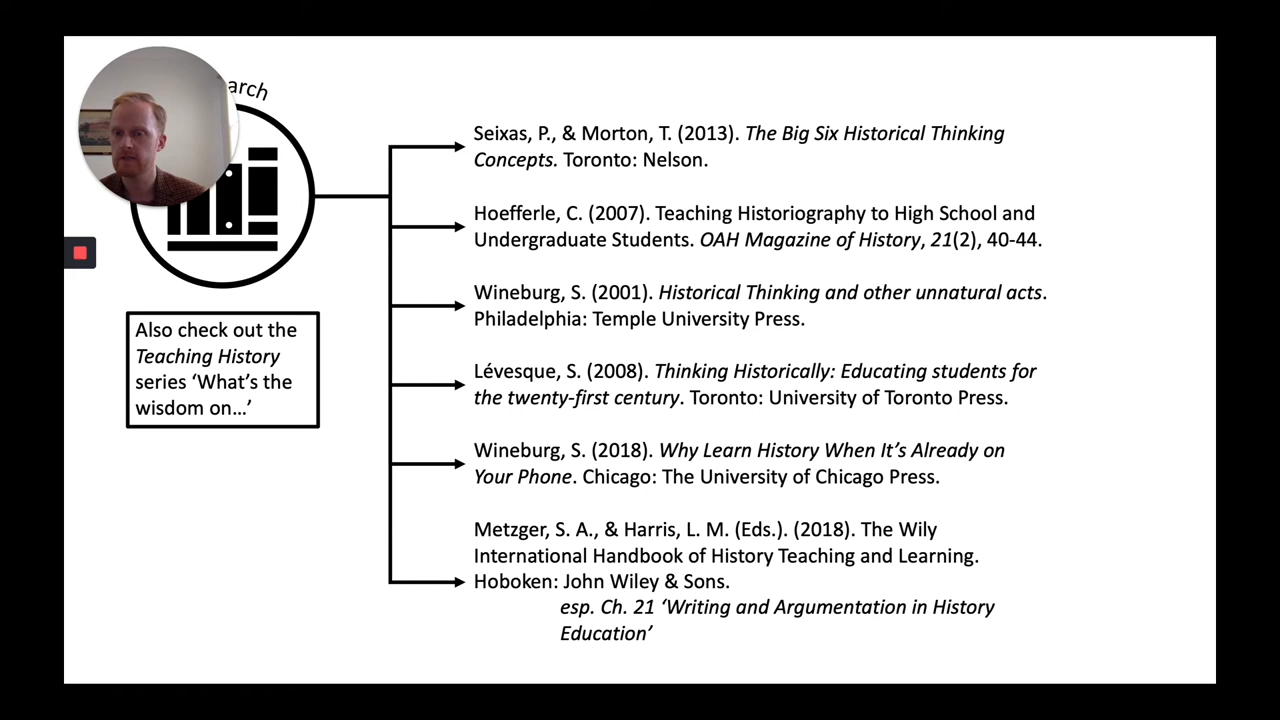 arch
Seixas, P., & Morton, T. (2013). The Big Six Historical Thinking
Concepts. Toronto: Nelson.
Hoefferle, C. (2007). Teaching Historiography to High School and
Undergraduate Students. OAH Magazine of History, 21(2), 40-44.
Wineburg, S. (2001). Historical Thinking and other unnatural acts.
Philadelphia: Temple University Press.
Also check out the
Teaching History
series ‘What’s the
wisdom on…’
Lévesque, S. (2008). Thinking Historically: Educating students for
the twenty-first century. Toronto: University of Toronto Press.
Wineburg, S. (2018). Why Learn History When It’s Already on
Your Phone. Chicago: The University of Chicago Press.
Metzger, S. A., & Harris, L. M. (Eds.). (2018). The Wily
International Handbook of History Teaching and Learning.
Hoboken: John Wiley & Sons.
esp. Ch. 21 ‘Writing and Argumentation in History
Education’